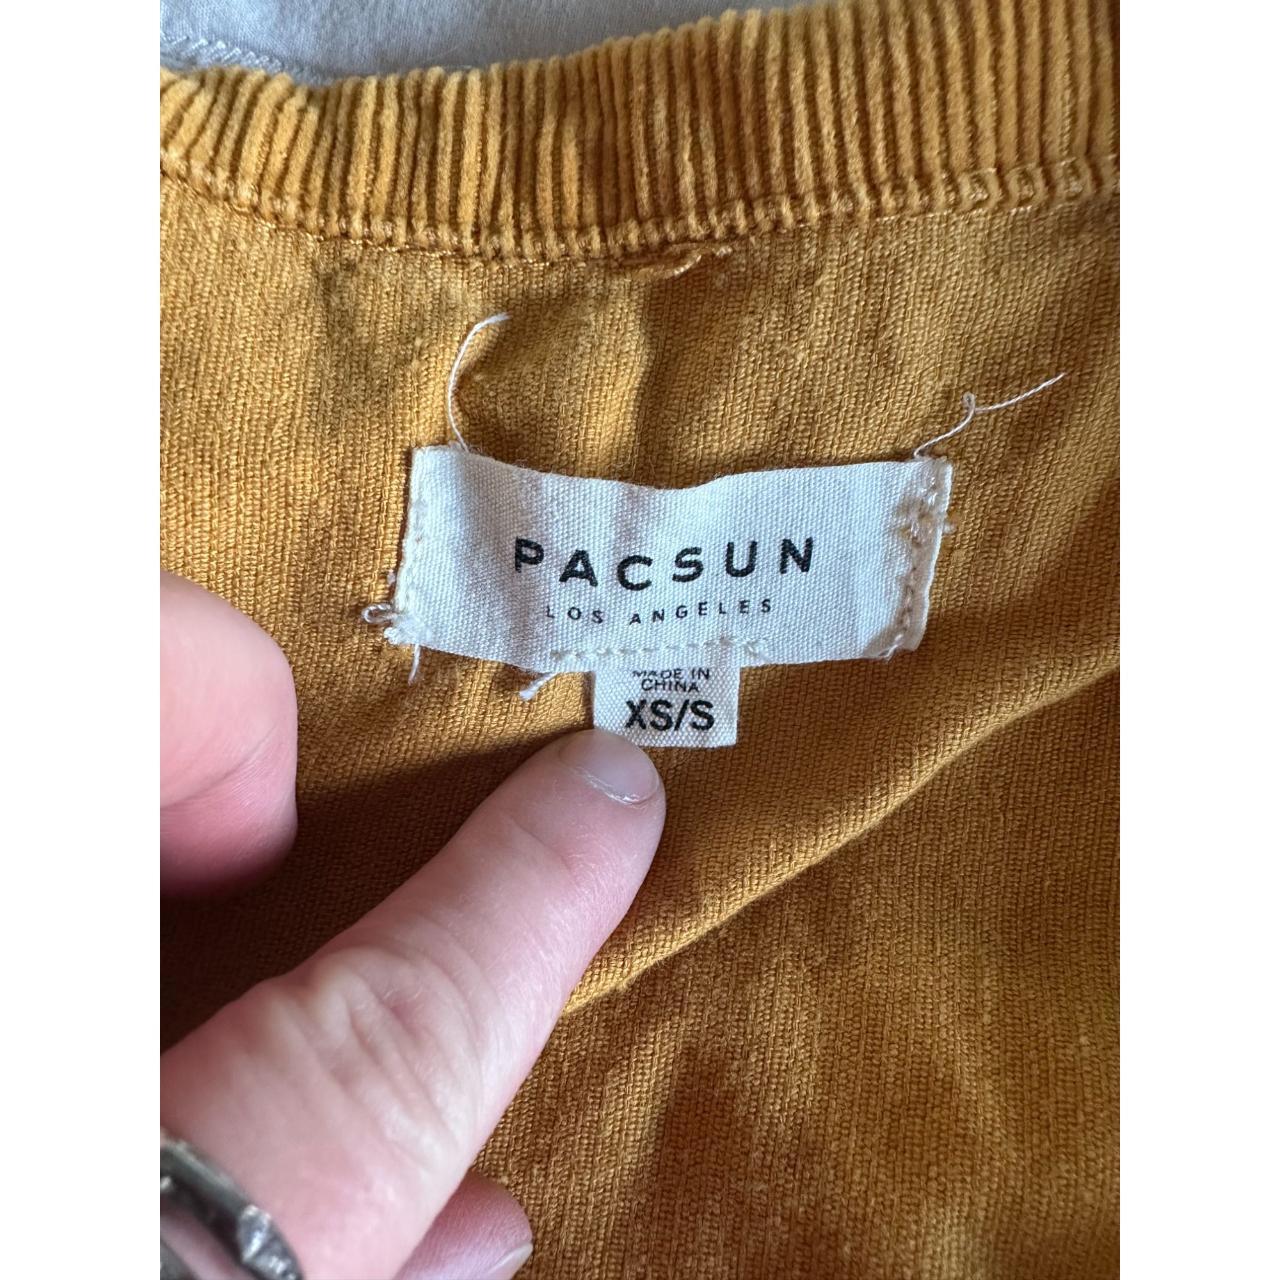 PACSUN
LOS ANGELES
MADE IN
CHINA
XS/S